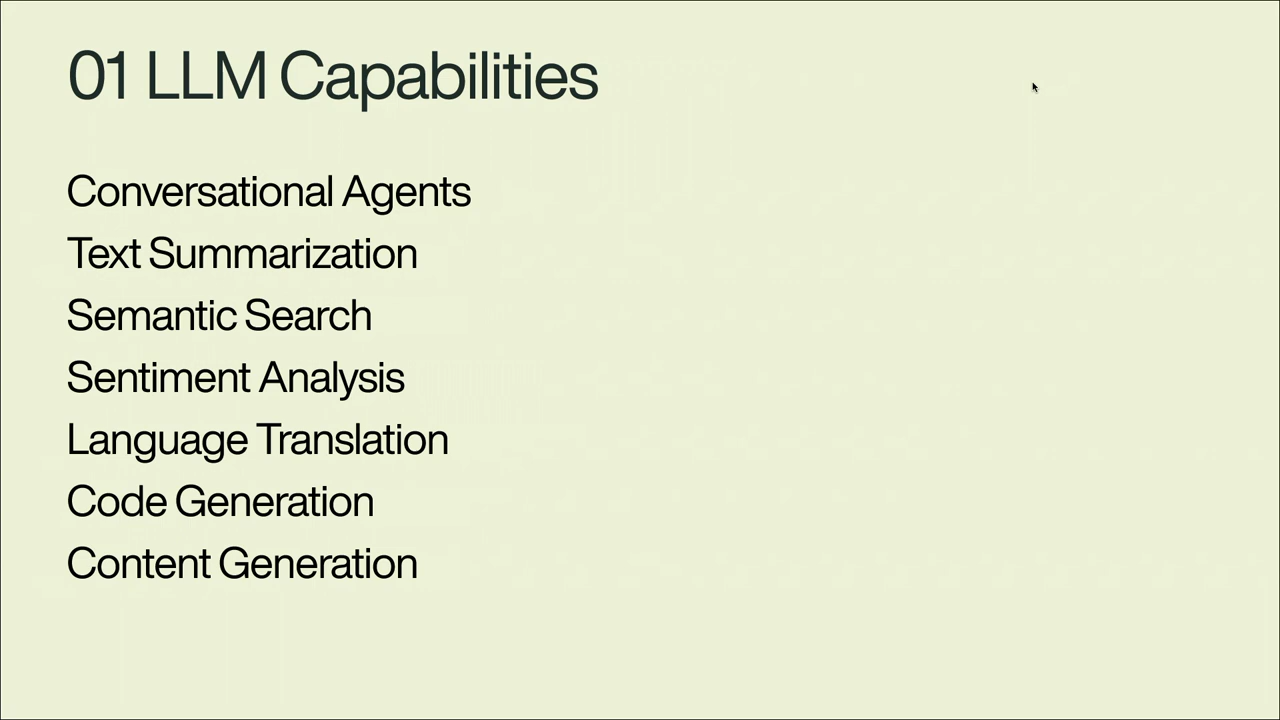 01 LLM Capabilities
Conversational Agents
Text Summarization
Semantic Search
Sentiment Analysis
Language Translation
Code Generation
Content Generation